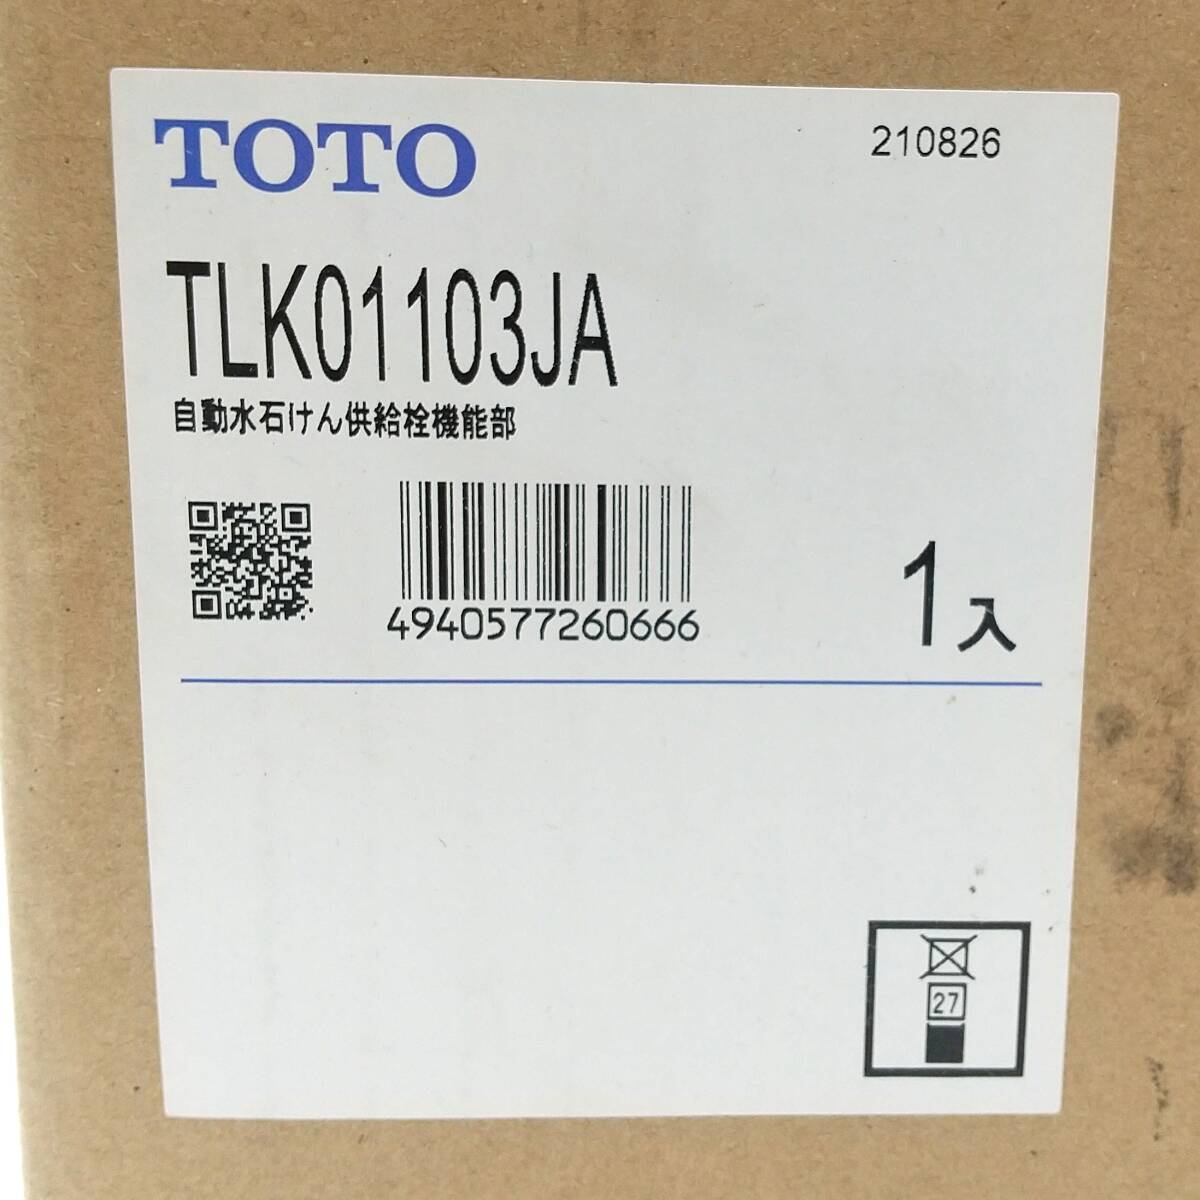 TOTO
210826
TLK01103JA
自動水石けん供給栓機能部
4940577260666
1入
27